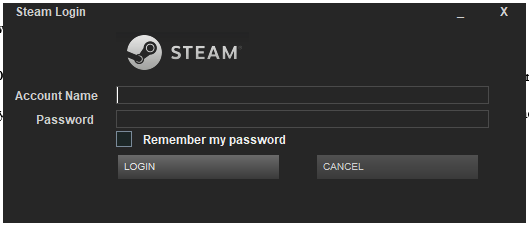 Steam Login _ X
STEAM®
Account Name
Password
Remember my password
LOGIN CANCEL